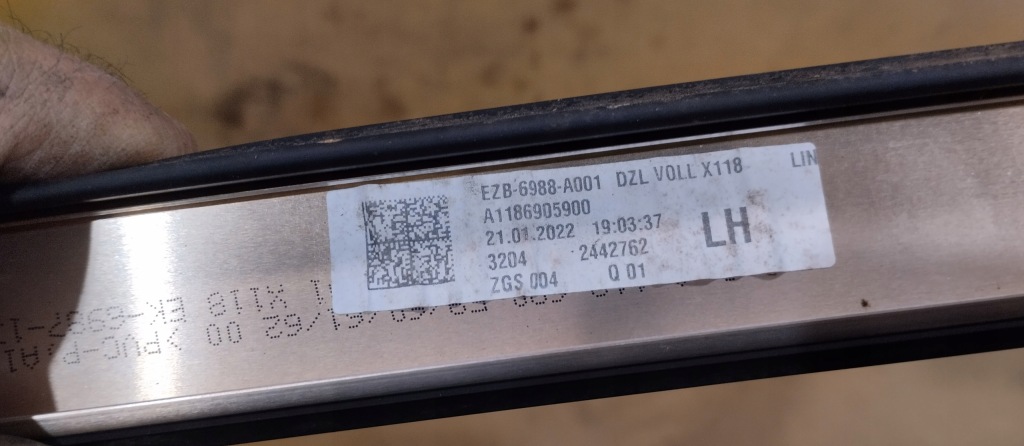 EZB-6988-A001 DZL VOLL X118 LIN
A1186905900
21.01.2022 19:03:37
3204 2442762 LH
ZGS 004 Q 01